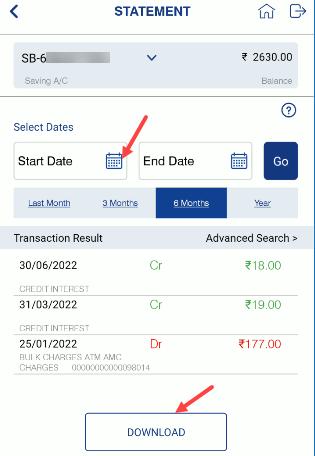 STATEMENT
SB-6
₹ 2630.00
Saving A/C
Balance
?
Select Dates
Start Date
End Date
Go
Last Month
3 Months
6 Months
Year
Transaction Result
Advanced Search >
30/06/2022 Cr ₹18.00
CREDIT INTEREST
31/03/2022 Cr ₹19.00
CREDIT INTEREST
25/01/2022 Dr ₹177.00
BULK CHARGES ATM AMC
CHARGES 00000000000098014
DOWNLOAD